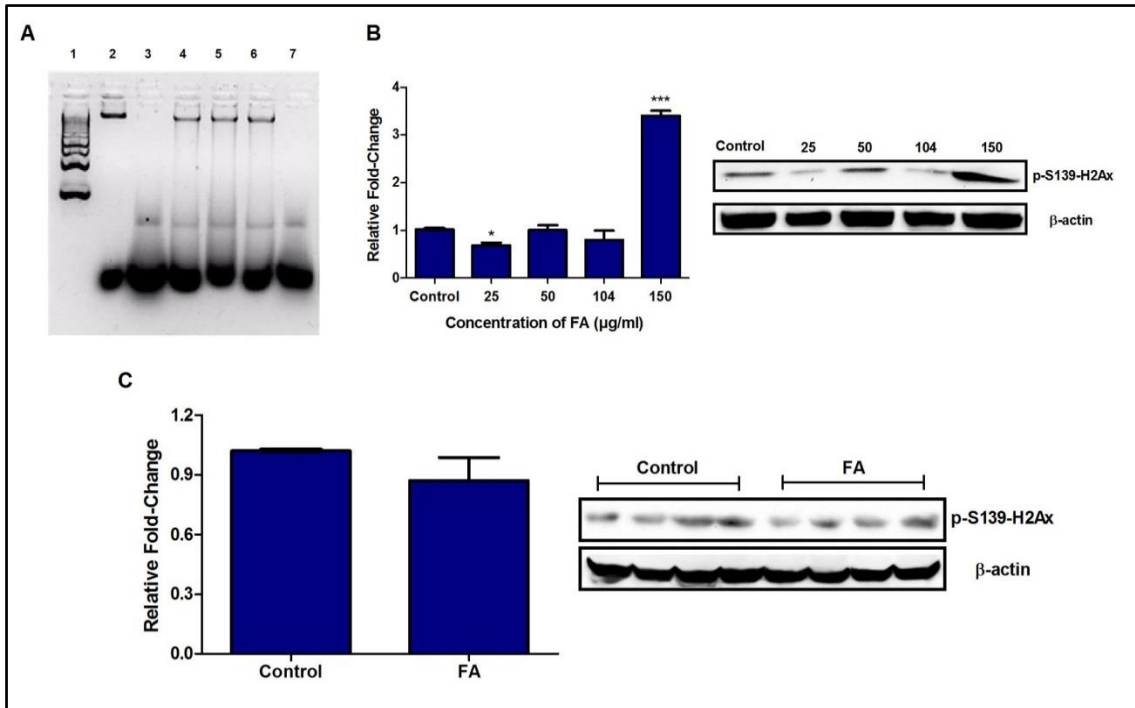 A
1 2 3 4 5 6 7
B
Relative Fold-Change
4
3
2
1
0
*
***
Control 25 50 104 150
Concentration of FA (µg/ml)
Control 25 50 104 150
p-S139-H2Ax
β-actin
C
Relative Fold-Change
1.2
0.9
0.6
0.3
0.0
Control FA
Control FA
p-S139-H2Ax
β-actin